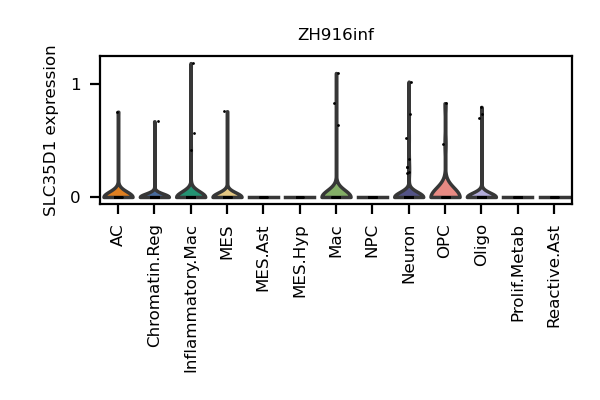 ZH916inf
SLC35D1 expression
1
0
AC
Chromatin.Reg
Inflammatory.Mac
MES
MES.Ast
MES.Hyp
Mac
NPC
Neuron
OPC
Oligo
Prolif.Metab
Reactive.Ast